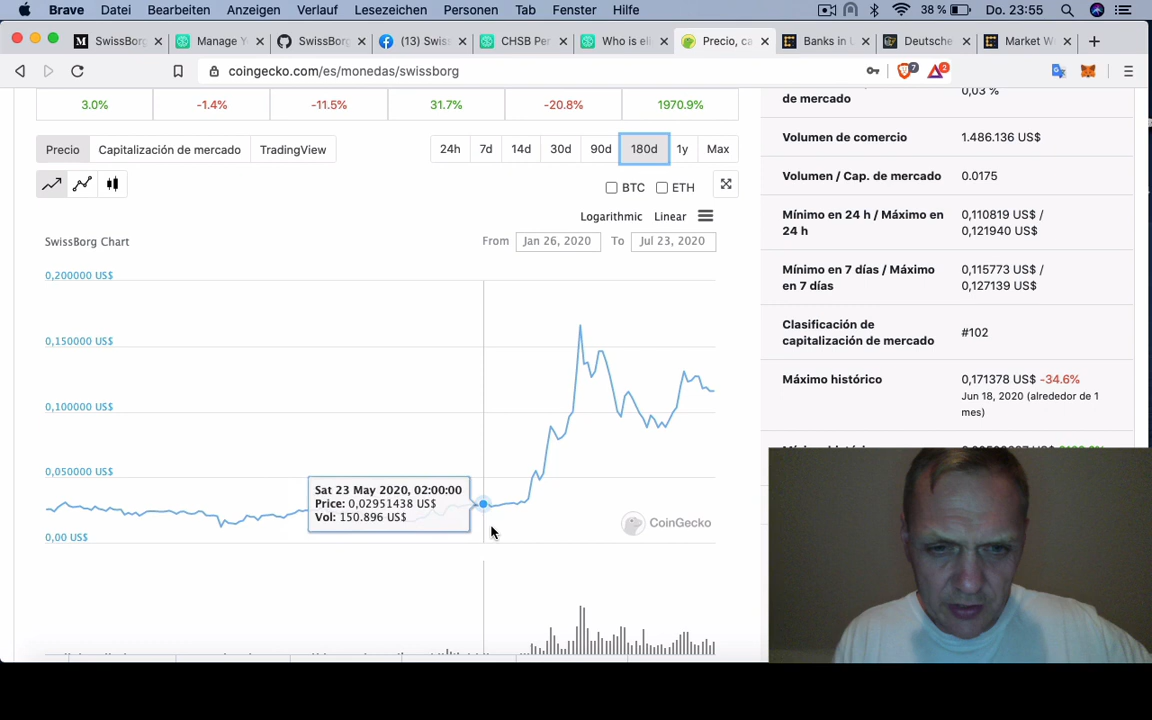 Brave Datei Bearbeiten Anzeigen Verlauf Lesezeichen Personen Tab Fenster Hilfe 38 % Do. 23:55
SwissBorg Manage Y SwissBorg (13) Swis CHSB Per Who is eli Precio, ca Banks in Deutsche Market W
coingecko.com/es/monedas/swissborg 7 2
3.0% -1.4% -11.5% 31.7% -20.8% 1970.9%
Precio Capitalización de mercado TradingView
24h 7d 14d 30d 90d 180d 1y Max
BTC ETH
Logarithmic Linear
SwissBorg Chart
From Jan 26, 2020 To Jul 23, 2020
0,200000 US$
0,150000 US$
0,100000 US$
0,050000 US$
0,00 US$
Sat 23 May 2020, 02:00:00
Price: 0,02951438 US$
Vol: 150.896 US$
CoinGecko
de mercado 0,03 %
Volumen de comercio 1.486.136 US$
Volumen / Cap. de mercado 0.0175
Mínimo en 24 h / Máximo en 24 h
0,110819 US$ /
0,121940 US$
Mínimo en 7 días / Máximo en 7 días
0,115773 US$ /
0,127139 US$
Clasificación de capitalización de mercado
#102
Máximo histórico 0,171378 US$ -34.6%
Jun 18, 2020 (alrededor de 1 mes)